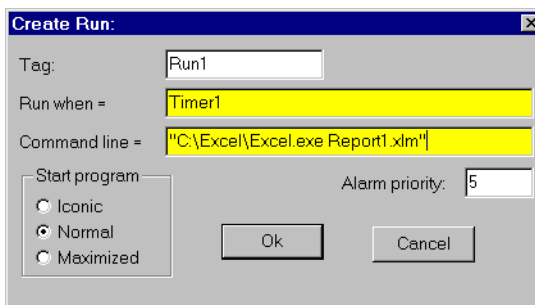 Create Run:
Tag: Run1
Run when = Timer1
Command line = "C:\Excel\Excel.exe Report1.xlm"
Start program
Alarm priority: 5
Iconic
Normal
Maximized
Ok
Cancel